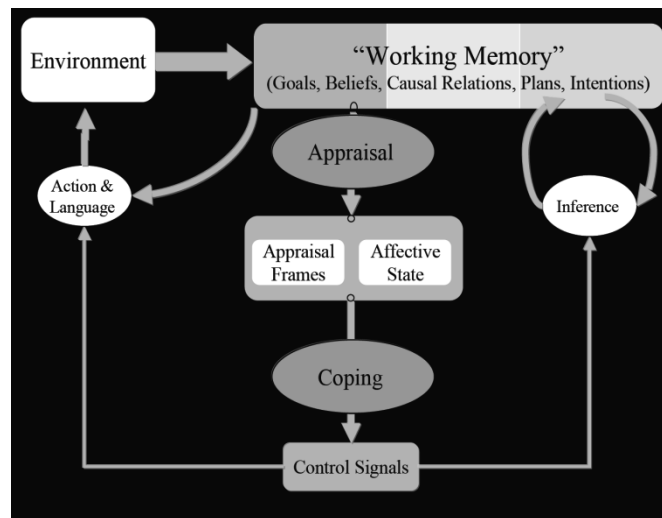 Environment
“Working Memory”
(Goals, Beliefs, Causal Relations, Plans, Intentions)
Appraisal
Action &
Language
Inference
Appraisal
Frames
Affective
State
Coping
Control Signals